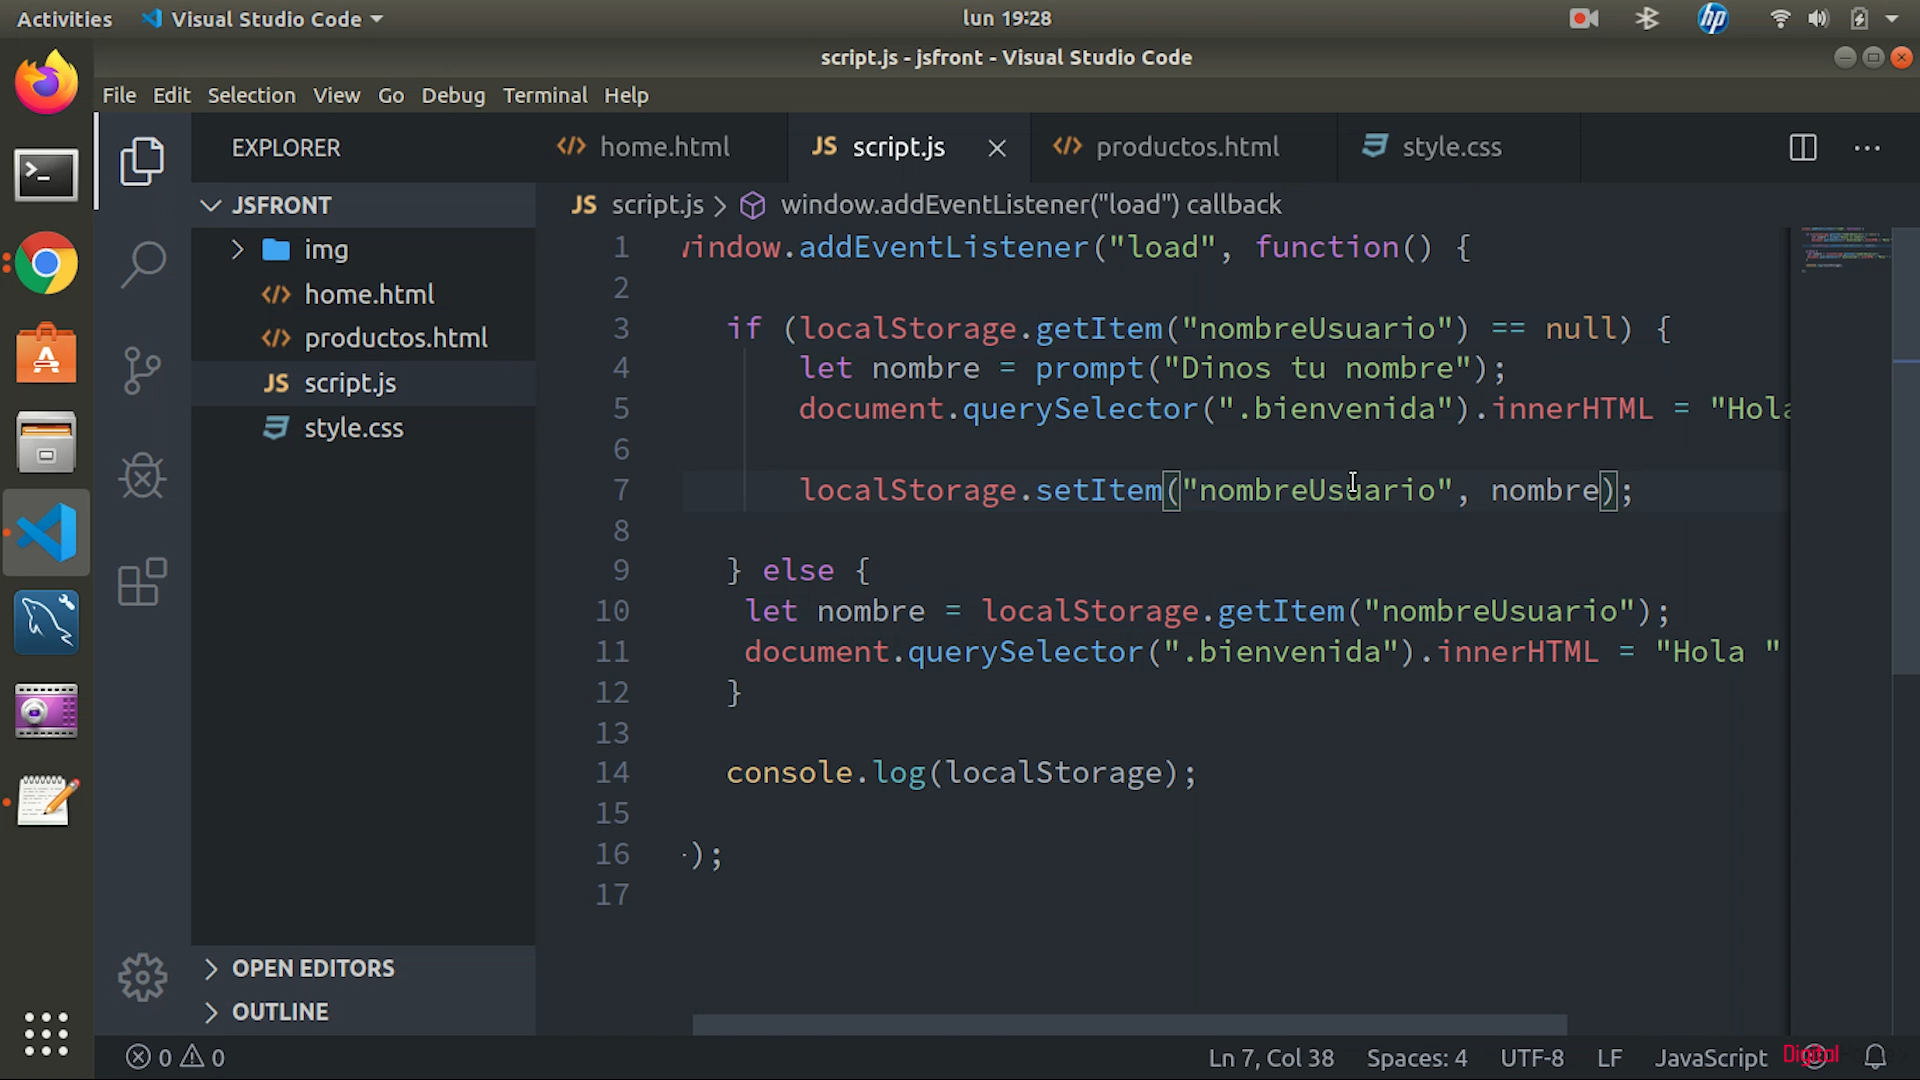 Activities Visual Studio Code lun 19:28
script.js - jsfront - Visual Studio Code
File Edit Selection View Go Debug Terminal Help
EXPLORER
JSFRONT
img
home.html
productos.html
JS script.js
style.css
OPEN EDITORS
OUTLINE
home.html JS script.js productos.html style.css
JS script.js > window.addEventListener("load") callback
1 window.addEventListener("load", function() {
2
3 if (localStorage.getItem("nombreUsuario") == null) {
4 let nombre = prompt("Dinos tu nombre");
5 document.querySelector(".bienvenida").innerHTML = "Hola
6
7 localStorage.setItem("nombreUsuario", nombre);
8
9 } else {
10 let nombre = localStorage.getItem("nombreUsuario");
11 document.querySelector(".bienvenida").innerHTML = "Hola "
12 }
13
14 console.log(localStorage);
15
16 });
17
0 0 Ln 7, Col 38 Spaces: 4 UTF-8 LF JavaScript
Digital
hp